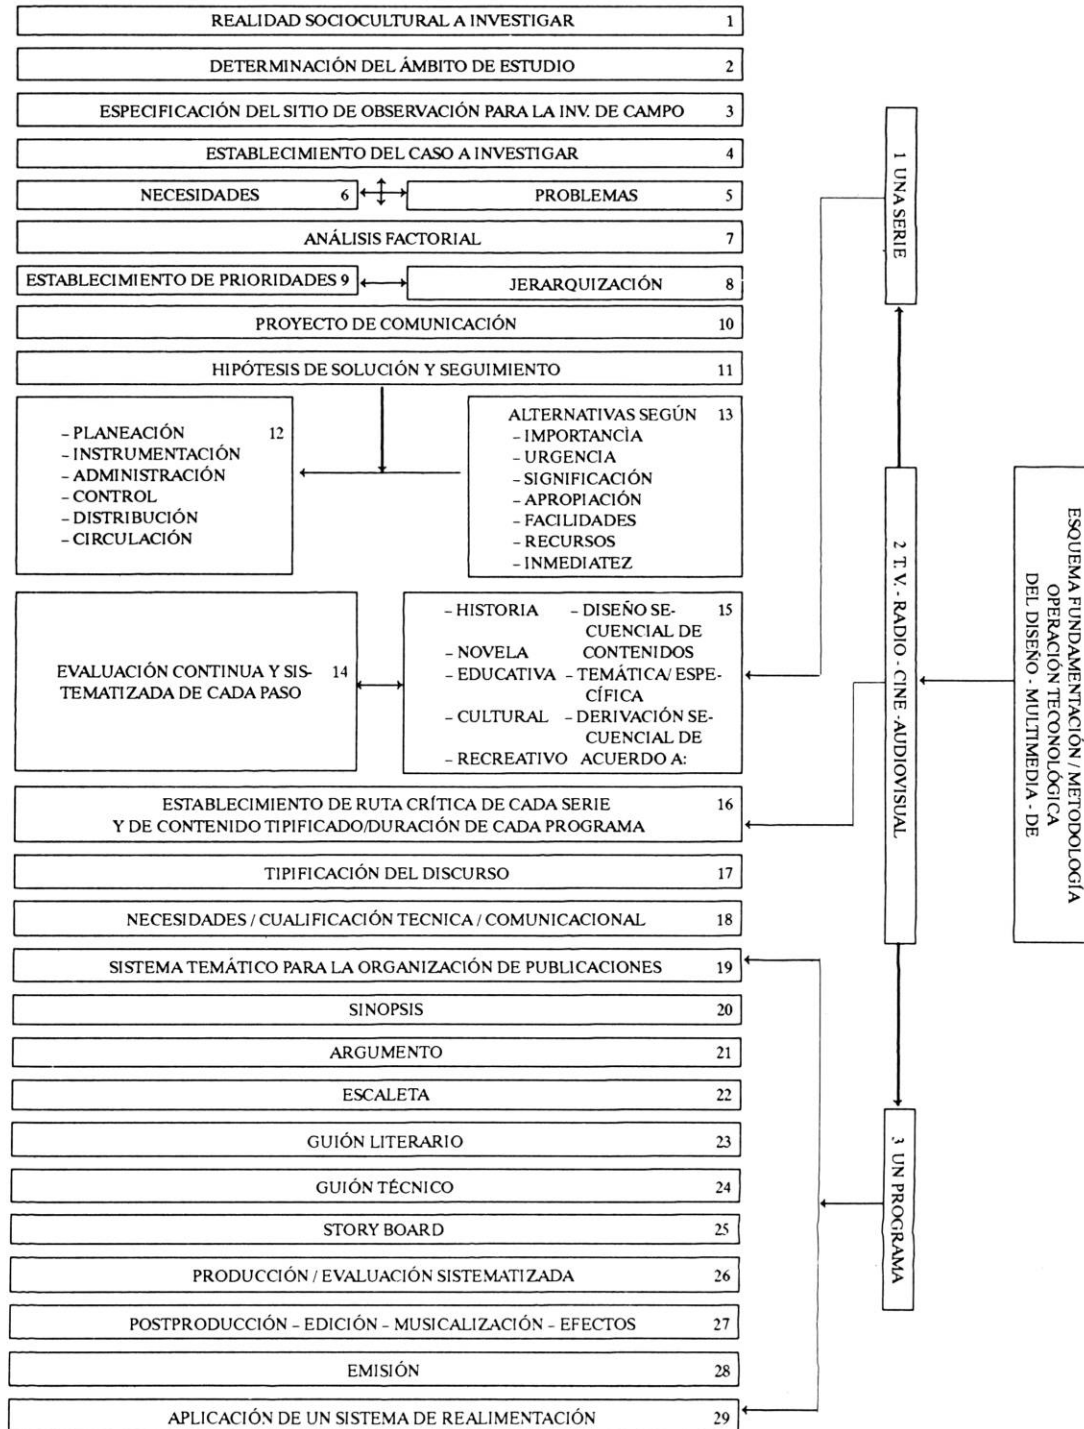 REALIDAD SOCIOCULTURAL A INVESTIGAR 1
DETERMINACIÓN DEL ÁMBITO DE ESTUDIO 2
ESPECIFICACIÓN DEL SITIO DE OBSERVACIÓN PARA LA INV. DE CAMPO 3
ESTABLECIMIENTO DEL CASO A INVESTIGAR 4
NECESIDADES 6
PROBLEMAS 5
ANÁLISIS FACTORIAL 7
ESTABLECIMIENTO DE PRIORIDADES 9
JERARQUIZACIÓN 8
PROYECTO DE COMUNICACIÓN 10
HIPÓTESIS DE SOLUCIÓN Y SEGUIMIENTO 11
– PLANEACIÓN 12
– INSTRUMENTACIÓN
– ADMINISTRACIÓN
– CONTROL
– DISTRIBUCIÓN
– CIRCULACIÓN
ALTERNATIVAS SEGÚN 13
– IMPORTANCIA
– URGENCIA
– SIGNIFICACIÓN
– APROPIACIÓN
– FACILIDADES
– RECURSOS
– INMEDIATEZ
EVALUACIÓN CONTINUA Y SIS- 14
TEMATIZADA DE CADA PASO
– HISTORIA – DISEÑO SE- 15
CUENCIAL DE
– NOVELA CONTENIDOS
– EDUCATIVA – TEMÁTICA/ ESPE-
CÍFICA
– CULTURAL – DERIVACIÓN SE-
CUENCIAL DE
– RECREATIVO ACUERDO A:
ESTABLECIMIENTO DE RUTA CRÍTICA DE CADA SERIE 16
Y DE CONTENIDO TIPIFICADO/DURACIÓN DE CADA PROGRAMA
TIPIFICACIÓN DEL DISCURSO 17
NECESIDADES / CUALIFICACIÓN TECNICA / COMUNICACIONAL 18
SISTEMA TEMÁTICO PARA LA ORGANIZACIÓN DE PUBLICACIONES 19
SINOPSIS 20
ARGUMENTO 21
ESCALETA 22
GUIÓN LITERARIO 23
GUIÓN TÉCNICO 24
STORY BOARD 25
PRODUCCIÓN / EVALUACIÓN SISTEMATIZADA 26
POSTPRODUCCIÓN – EDICIÓN – MUSICALIZACIÓN – EFECTOS 27
EMISIÓN 28
APLICACIÓN DE UN SISTEMA DE REALIMENTACIÓN 29
1 UNA SERIE
2 T. V. - RADIO - CINE -AUDIOVISUAL
3 UN PROGRAMA
ESQUEMA FUNDAMENTACIÓN / METODOLOGÍA
OPERACIÓN TECONOLÓGICA
DEL DISEÑO - MULTIMEDIA - DE